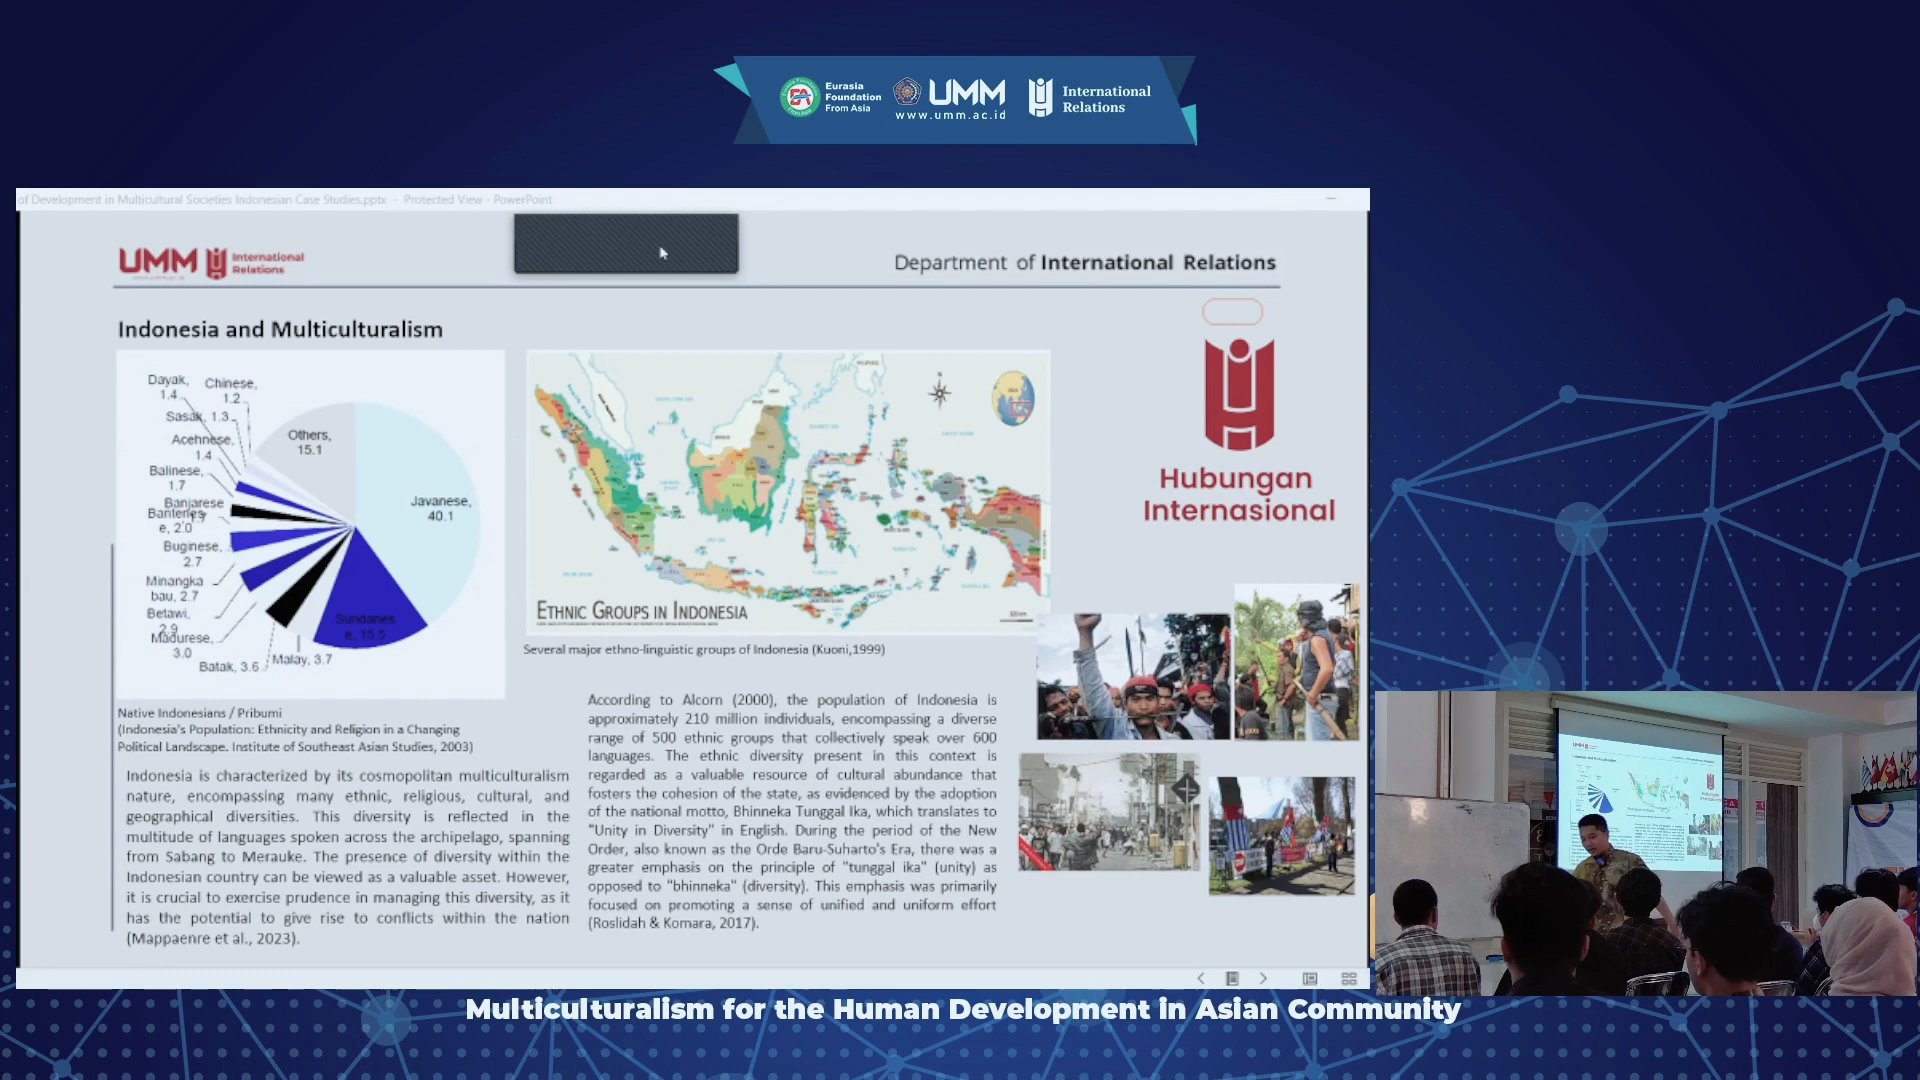 Eurasia
Foundation
From Asia
UMM
www.umm.ac.id
International
Relations
of Development in Multicultural Societies Indonesian Case Studies.pptx - Protected View - PowerPoint
UMM
International
Relations
Department of International Relations
Indonesia and Multiculturalism
Dayak,
1.4
Chinese,
1.2
Sasak, 1.3
Acehnese,
1.4
Balinese,
1.7
Banjarese
Bantenes
e, 2.0
Buginese,
2.7
Minangka
bau, 2.7
Betawi,
2.9
Madurese,
3.0
Batak, 3.6
Malay, 3.7
Sundanes
e, 15.5
Javanese,
40.1
Others,
15.1
ETHNIC GROUPS IN INDONESIA
Several major ethno-linguistic groups of Indonesia (Kuoni,1999)
Hubungan
Internasional
Native Indonesians / Pribumi
(Indonesia's Population: Ethnicity and Religion in a Changing
Political Landscape. Institute of Southeast Asian Studies, 2003)
Indonesia is characterized by its cosmopolitan multiculturalism
nature, encompassing many ethnic, religious, cultural, and
geographical diversities. This diversity is reflected in the
multitude of languages spoken across the archipelago, spanning
from Sabang to Merauke. The presence of diversity within the
Indonesian country can be viewed as a valuable asset. However,
it is crucial to exercise prudence in managing this diversity, as it
has the potential to give rise to conflicts within the nation
(Mappaenre et al., 2023).
According to Alcorn (2000), the population of Indonesia is
approximately 210 million individuals, encompassing a diverse
range of 500 ethnic groups that collectively speak over 600
languages. The ethnic diversity present in this context is
regarded as a valuable resource of cultural abundance that
fosters the cohesion of the state, as evidenced by the adoption
of the national motto, Bhinneka Tunggal Ika, which translates to
"Unity in Diversity" in English. During the period of the New
Order, also known as the Orde Baru-Suharto's Era, there was a
greater emphasis on the principle of "tunggal ika" (unity) as
opposed to "bhinneka" (diversity). This emphasis was primarily
focused on promoting a sense of unified and uniform effort
(Roslidah & Komara, 2017).
Multiculturalism for the Human Development in Asian Community